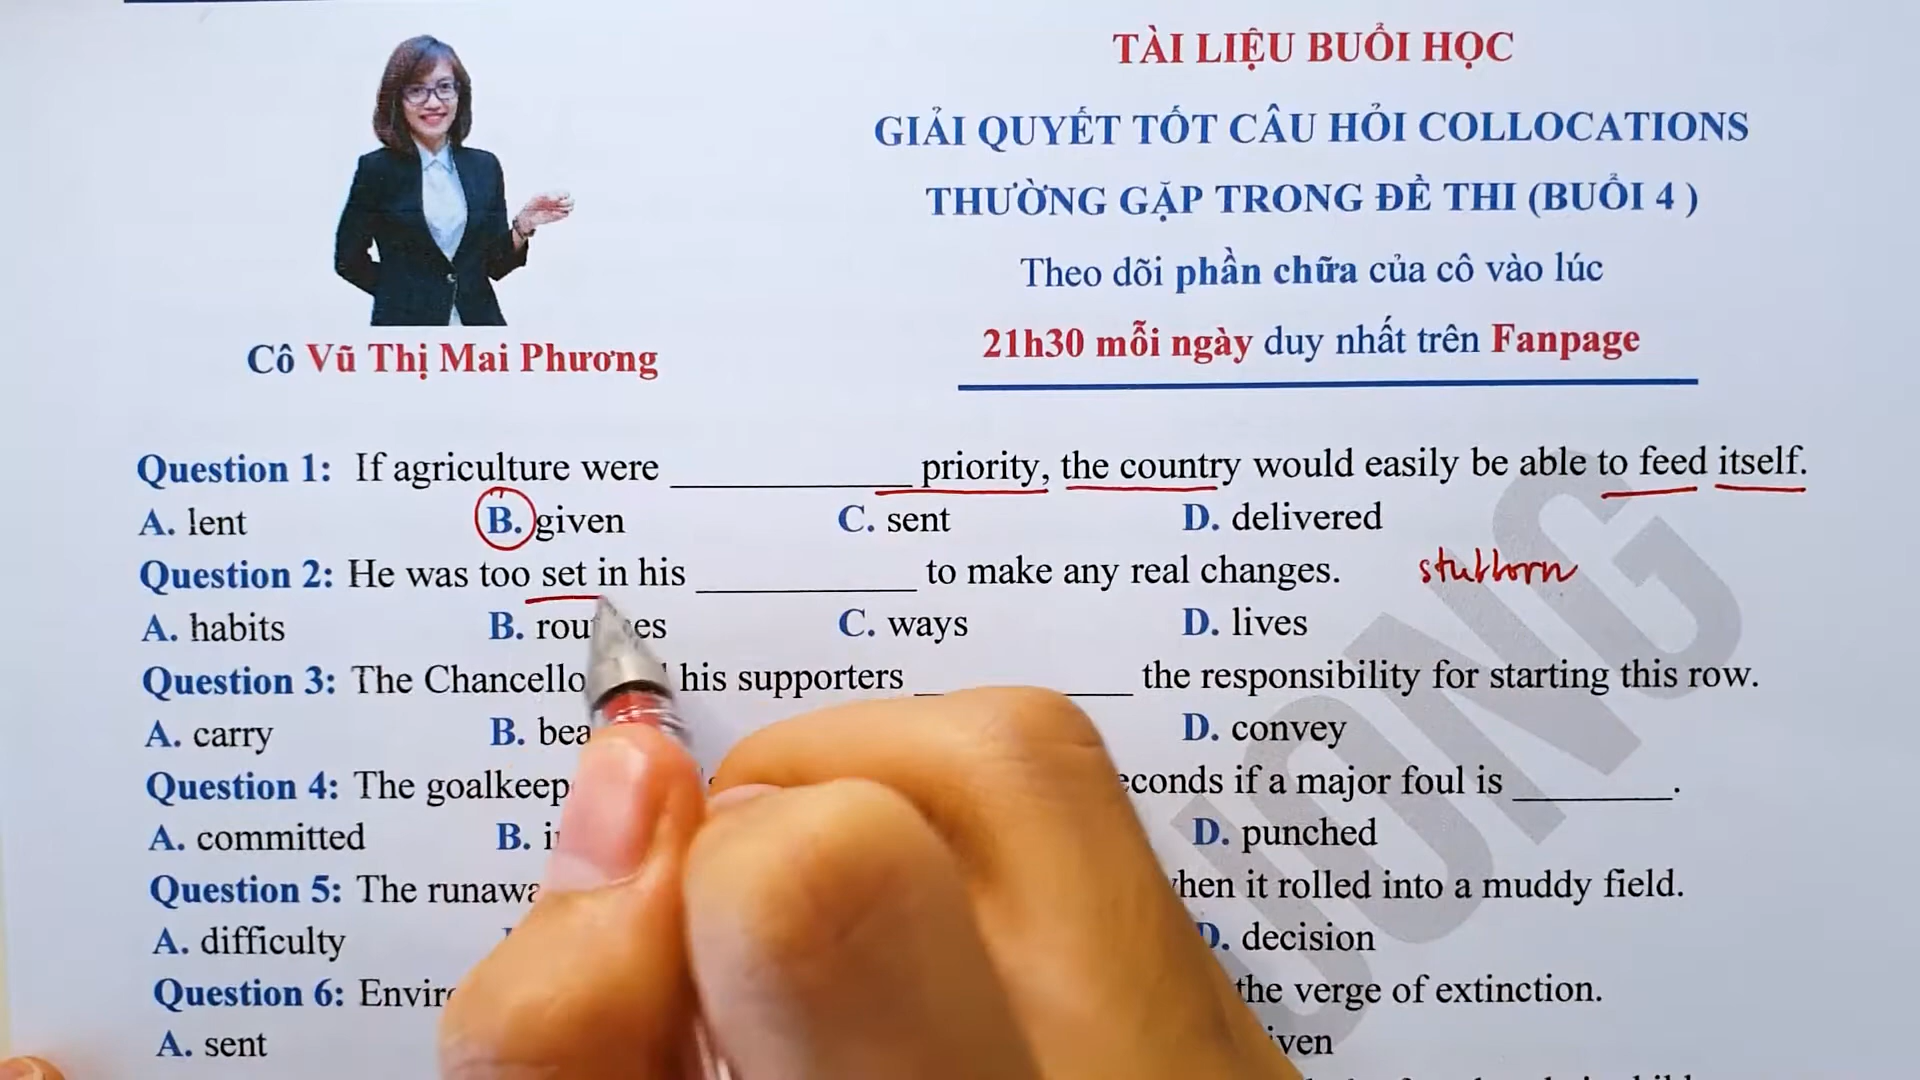 TÀI LIỆU BUỔI HỌC
GIẢI QUYẾT TỐT CÂU HỎI COLLOCATIONS
THƯỜNG GẶP TRONG ĐỀ THI (BUỔI 4 )
Theo dõi phần chữa của cô vào lúc
21h30 mỗi ngày duy nhất trên Fanpage
Cô Vũ Thị Mai Phương
Question 1: If agriculture were ____________ priority, the country would easily be able to feed itself.
A. lent B. given C. sent D. delivered
Question 2: He was too set in his ___________ to make any real changes. stubborn
A. habits B. C. ways D. lives
Question 3: The his supporters ___________ the responsibility for starting this row.
A. carry B. D. convey
Question 4: The if a major foul is ________.
A. committed B. D. punched
Question 5: The it rolled into a muddy field.
A. difficulty D. decision
Question 6: the verge of extinction.
A. sent